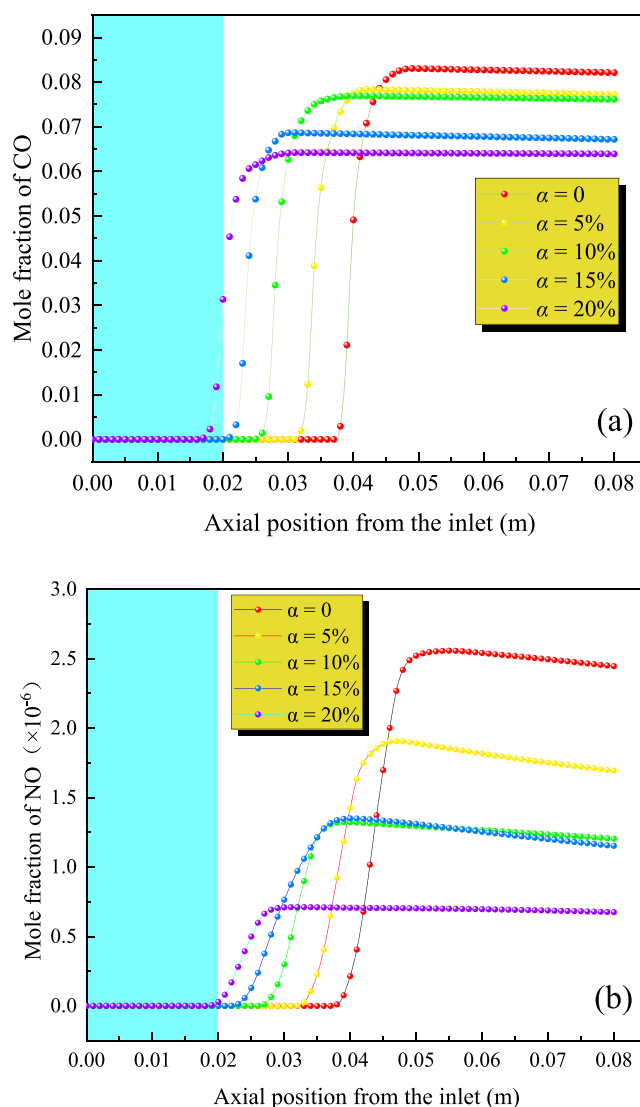 0.09
0.08
0.07
0.06
0.05
0.04
0.03
0.02
0.01
0.00
Mole fraction of CO
α = 0
α = 5%
α = 10%
α = 15%
α = 20%
(a)
0.00 0.01 0.02 0.03 0.04 0.05 0.06 0.07 0.08
Axial position from the inlet (m)
3.0
2.5
2.0
1.5
1.0
0.5
0.0
Mole fraction of NO（×10⁻⁶）
α = 0
α = 5%
α = 10%
α = 15%
α = 20%
(b)
0.00 0.01 0.02 0.03 0.04 0.05 0.06 0.07 0.08
Axial position from the inlet (m)